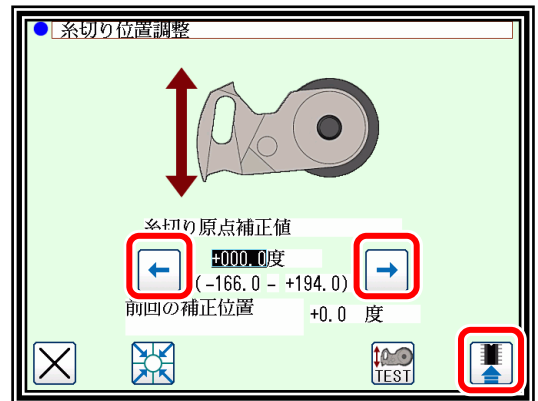 糸切り位置調整
糸切り原点補正値
+000.0度
(-166.0 - +194.0)
前回の補正位置 +0.0 度
TEST